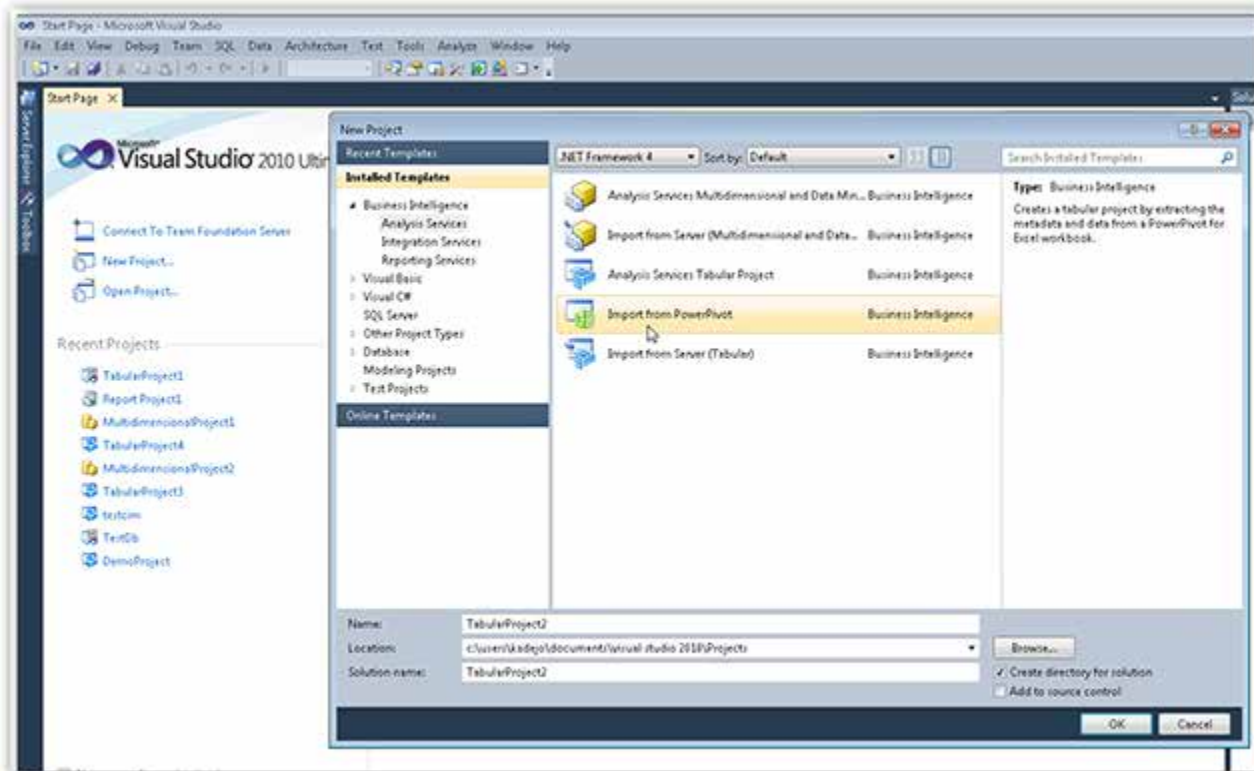 Start Page - Microsoft Visual Studio
File Edit View Debug Team SQL Data Architecture Test Tools Analyze Window Help
Start Page
Server Explorer
Toolbox
Microsoft
Visual Studio 2010
Connect To Team Foundation Server
New Project...
Open Project...
Recent Projects
TabularProject1
Report Project1
MultidimensionalProject1
TabularProject4
MultidimensionalProject2
TabularProject3
testcim
TestDb
DemoProject
New Project
Recent Templates
Installed Templates
Business Intelligence
Analysis Services
Integration Services
Reporting Services
Visual Basic
Visual C#
SQL Server
Other Project Types
Database
Modeling Projects
Test Projects
Online Templates
.NET Framework 4 Sort by: Default
Analysis Services Multidimensional and Data Min... Business Intelligence
Import from Server (Multidimensional and Data... Business Intelligence
Analysis Services Tabular Project Business Intelligence
Import from PowerPivot Business Intelligence
Import from Server (Tabular) Business Intelligence
Search Installed Templates
Type: Business Intelligence
Creates a tabular project by extracting the
metadata and data from a PowerPivot for
Excel workbook.
Name: TabularProject2
Location: c:\users\kadejo\documents\visual studio 2010\Projects
Browse...
Solution name: TabularProject2
Create directory for solution
Add to source control
OK Cancel